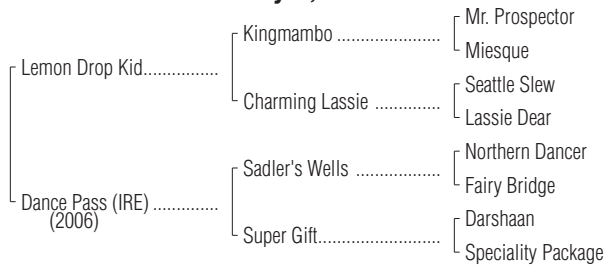 Mr. Prospector
Kingmambo ..................
Miesque
Lemon Drop Kid...............
Seattle Slew
Charming Lassie .............
Lassie Dear
Northern Dancer
Sadler's Wells .................
Fairy Bridge
Dance Pass (IRE) .............
(2006)
Darshaan
Super Gift.........................
Speciality Package